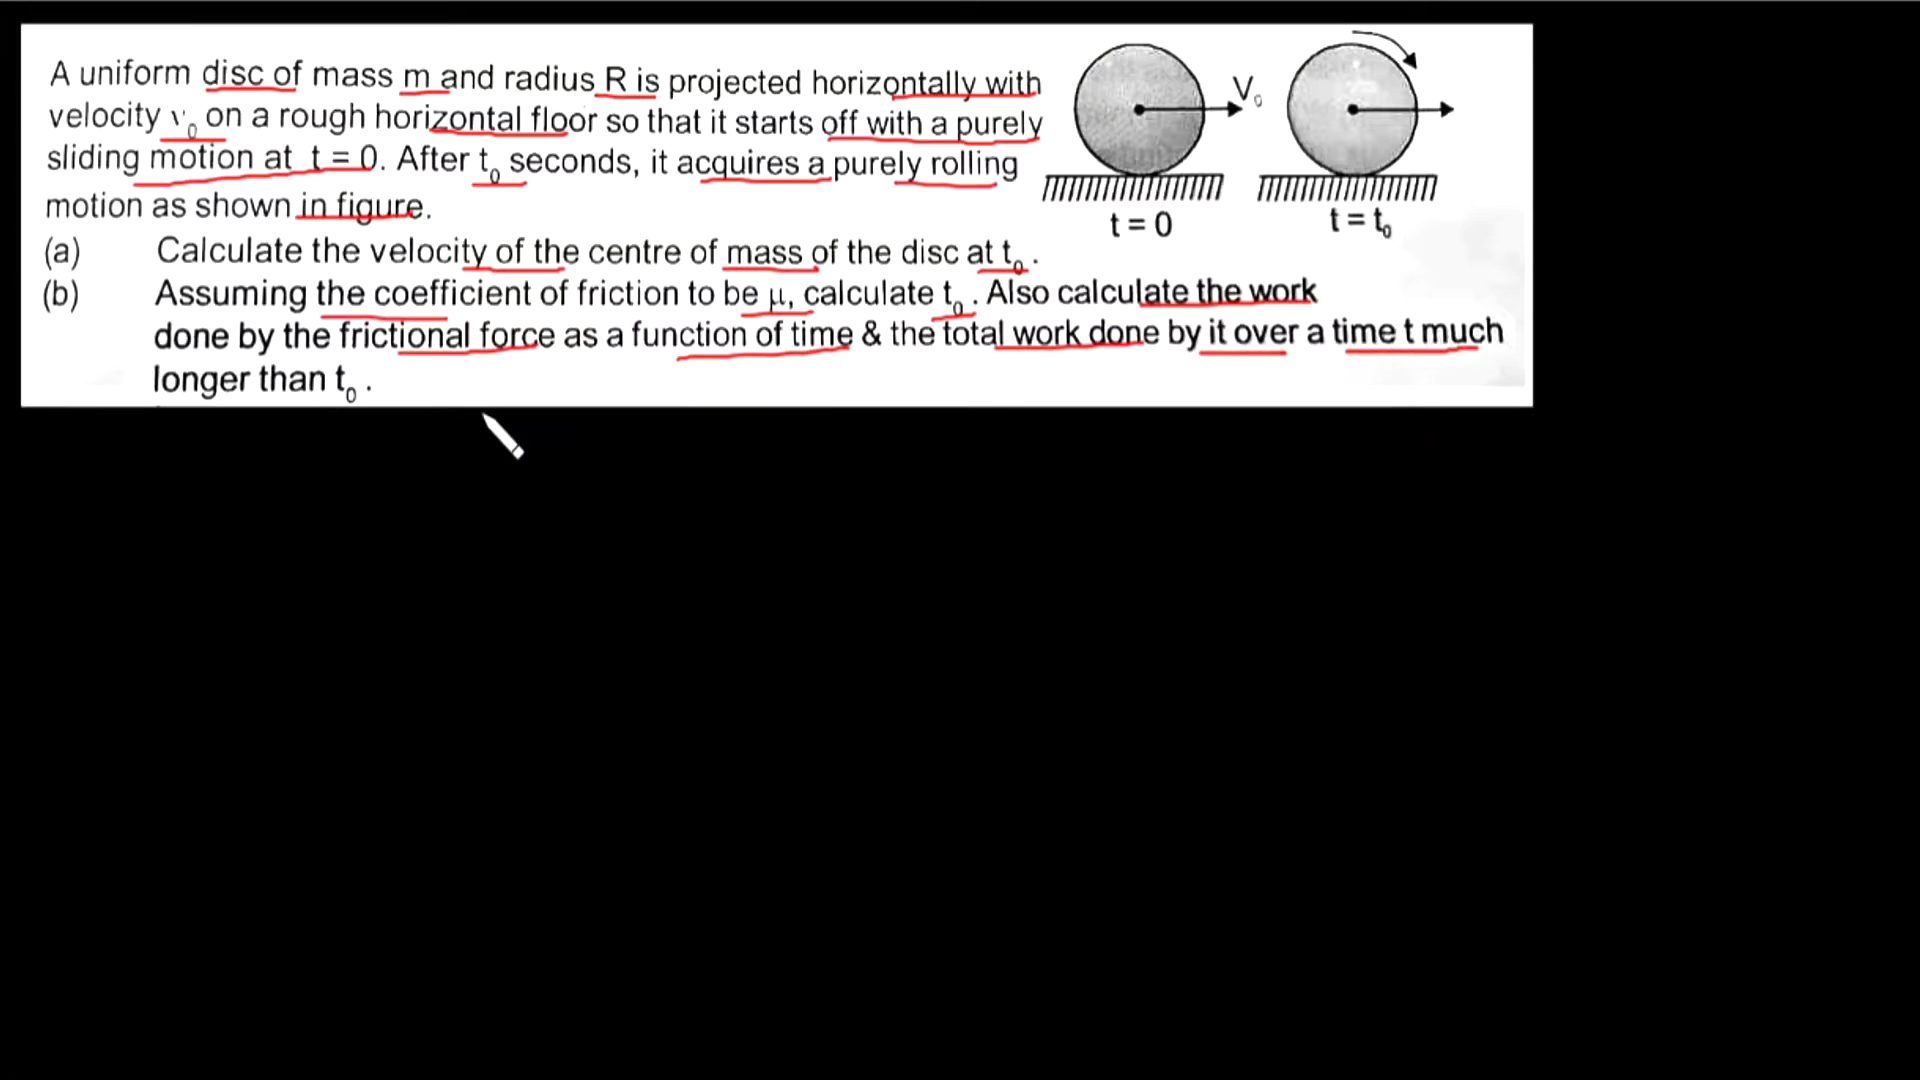 A uniform disc of mass m and radius R is projected horizontally with
velocity v₀ on a rough horizontal floor so that it starts off with a purely
sliding motion at t = 0. After t₀ seconds, it acquires a purely rolling
motion as shown in figure.
(a) Calculate the velocity of the centre of mass of the disc at t₀.
(b) Assuming the coefficient of friction to be μ, calculate t₀. Also calculate the work
done by the frictional force as a function of time & the total work done by it over a time t much
longer than t₀.
V₀
t = 0
t = t₀